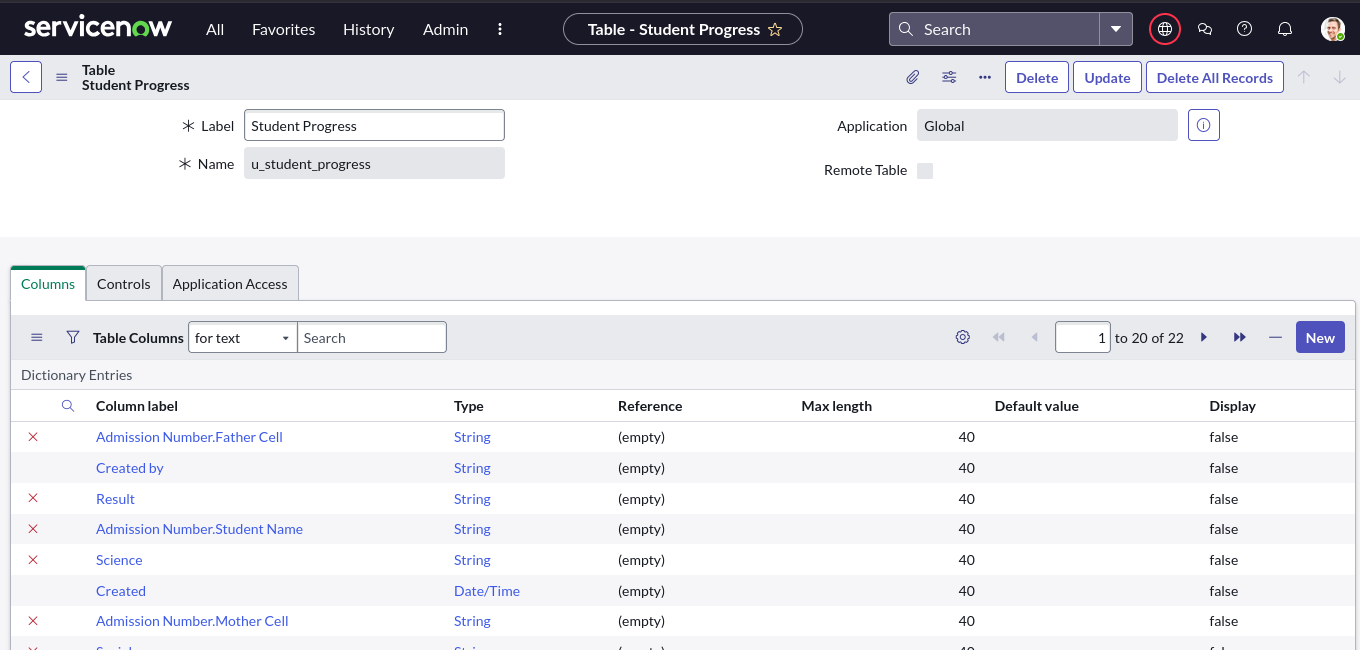 servicenow All Favorites History Admin Table - Student Progress Search
Table
Student Progress
Delete Update Delete All Records
Label Student Progress Application Global
Name u_student_progress Remote Table
Columns Controls Application Access
Table Columns for text Search 1 to 20 of 22 New
Dictionary Entries
Column label Type Reference Max length Default value Display
Admission Number.Father Cell String (empty) 40 false
Created by String (empty) 40 false
Result String (empty) 40 false
Admission Number.Student Name String (empty) 40 false
Science String (empty) 40 false
Created Date/Time (empty) 40 false
Admission Number.Mother Cell String (empty) 40 false